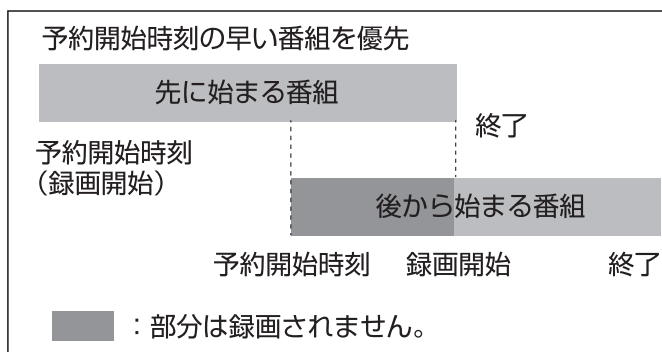 予約開始時刻の早い番組を優先
先に始まる番組
終了
予約開始時刻
（録画開始）
後から始まる番組
予約開始時刻 録画開始 終了
：部分は録画されません。